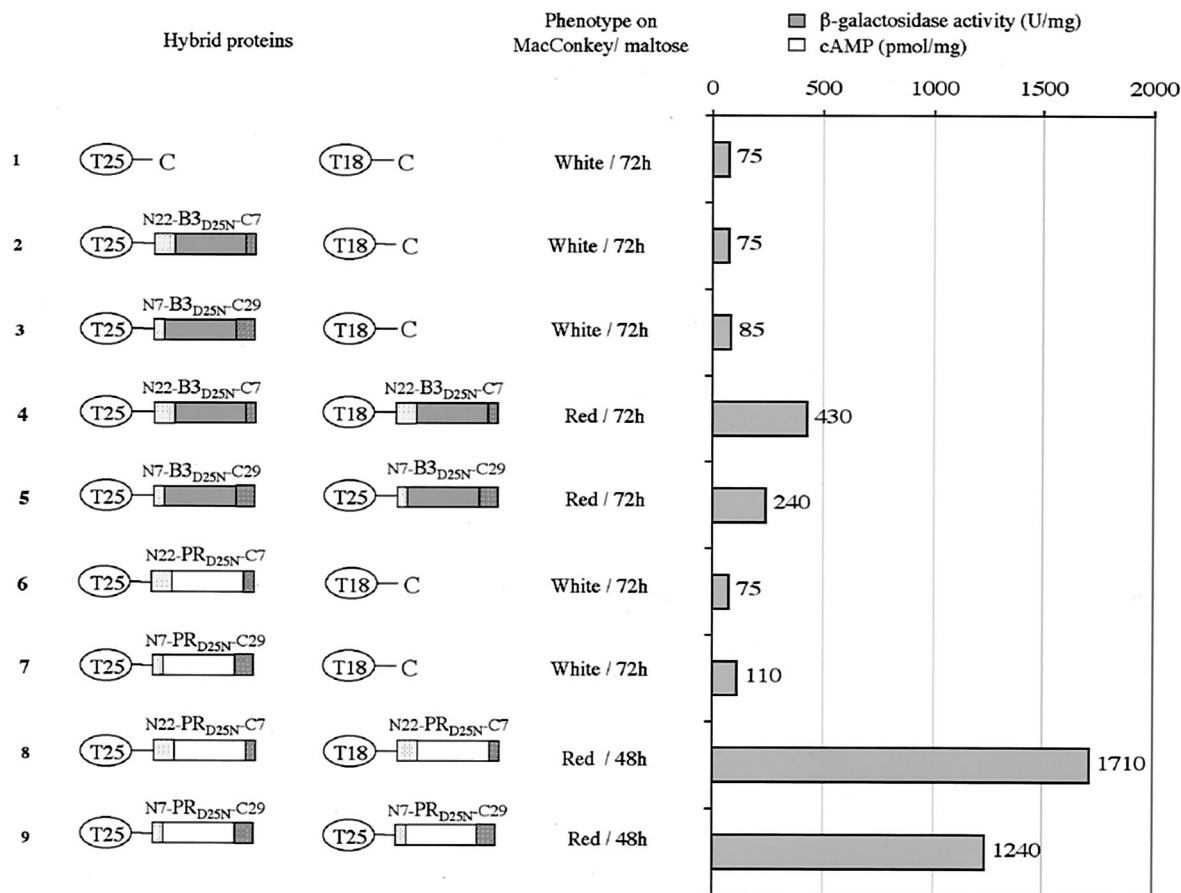 Hybrid proteins
Phenotype on
MacConkey/ maltose
β-galactosidase activity (U/mg)
cAMP (pmol/mg)
0 500 1000 1500 2000
1 T25 C T18 C White / 72h 75
N22-B3D25N-C7
2 T25 T18 C White / 72h 75
N7-B3D25N-C29
3 T25 T18 C White / 72h 85
N22-B3D25N-C7 N22-B3D25N-C7
4 T25 T18 Red / 72h 430
N7-B3D25N-C29 N7-B3D25N-C29
5 T25 T25 Red / 72h 240
N22-PRD25N-C7
6 T25 T18 C White / 72h 75
N7-PRD25N-C29
7 T25 T18 C White / 72h 110
N22-PRD25N-C7 N22-PRD25N-C7
8 T25 T18 Red / 48h 1710
N7-PRD25N-C29 N7-PRD25N-C29
9 T25 T25 Red / 48h 1240